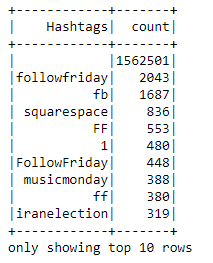 +------------+-------+
|    Hashtags|  count|
+------------+-------+
|            |1562501|
|followfriday|   2043|
|          fb|   1687|
| squarespace|    836|
|          FF|    553|
|           1|    480|
|FollowFriday|    448|
| musicmonday|    388|
|          ff|    380|
|iranelection|    319|
+------------+-------+
only showing top 10 rows